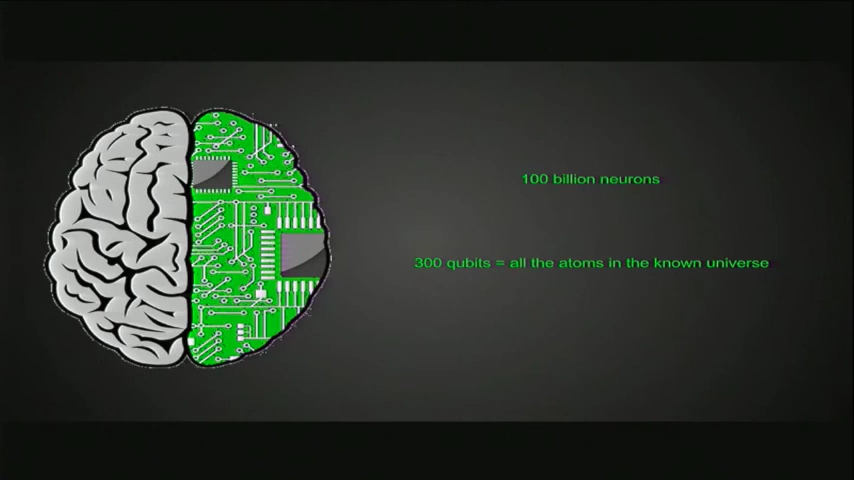 100 billion neurons
300 qubits = all the atoms in the known universe